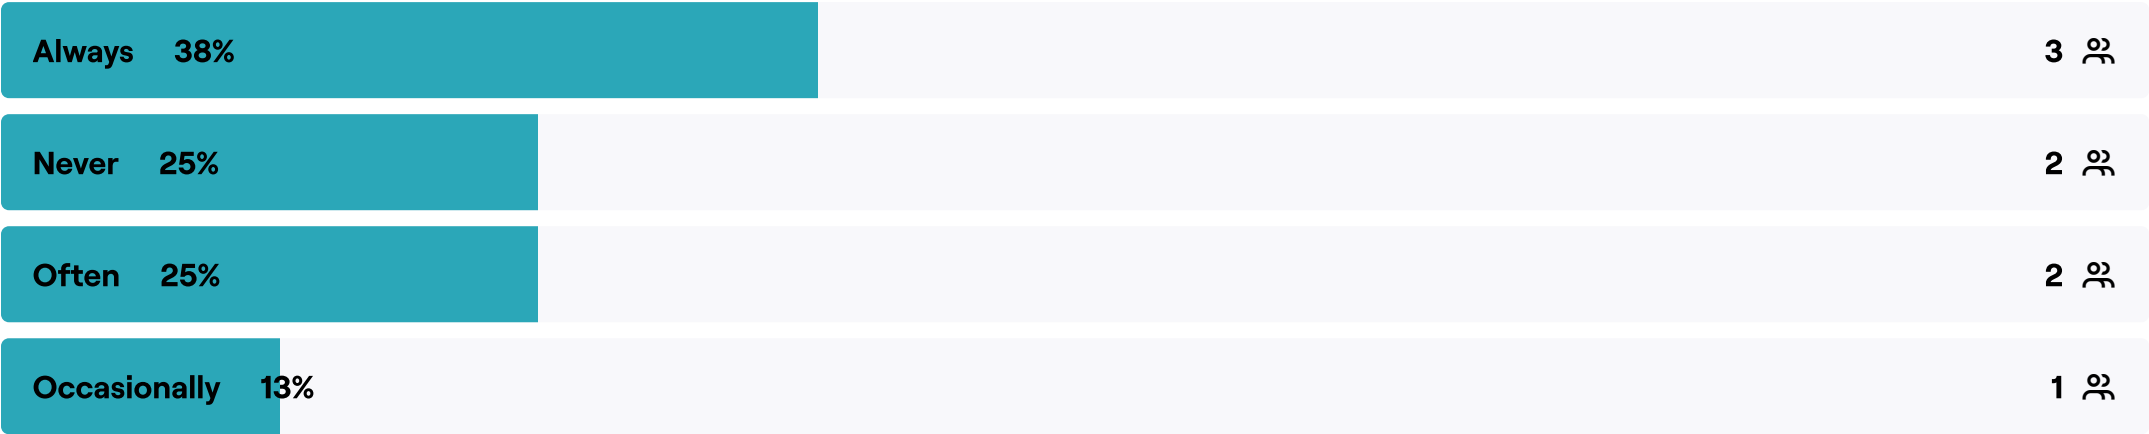 Always 38% 3
Never 25% 2
Often 25% 2
Occasionally 13% 1